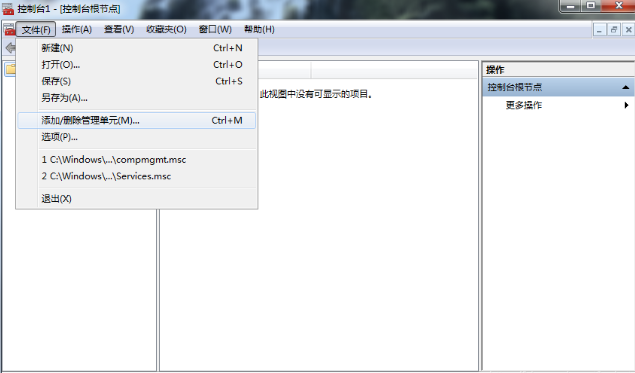 控制台1 - [控制台根节点]
文件(F) 操作(A) 查看(V) 收藏夹(O) 窗口(W) 帮助(H)
新建(N) Ctrl+N
打开(O)... Ctrl+O
保存(S) Ctrl+S
另存为(A)...
添加/删除管理单元(M)... Ctrl+M
选项(P)...
1 C:\Windows\...\compmgmt.msc
2 C:\Windows\...\Services.msc
退出(X)
此视图中没有可显示的项目。
操作
控制台根节点
更多操作